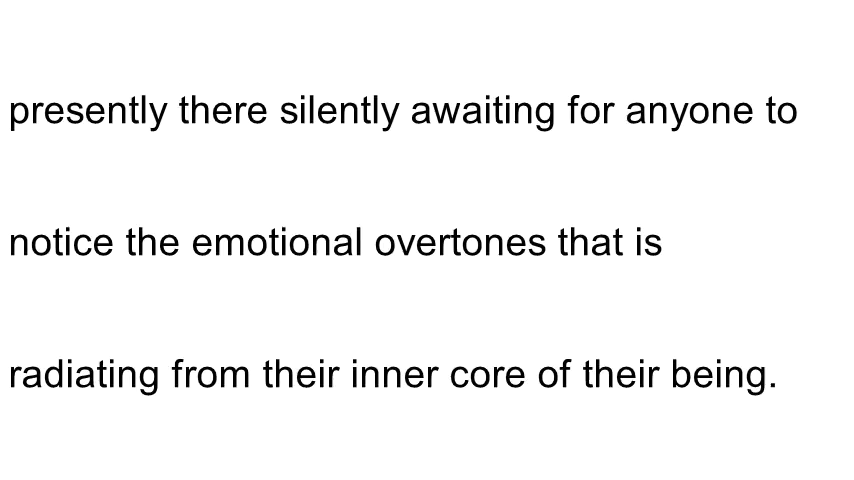 presently there silently awaiting for anyone to
notice the emotional overtones that is
radiating from their inner core of their being.